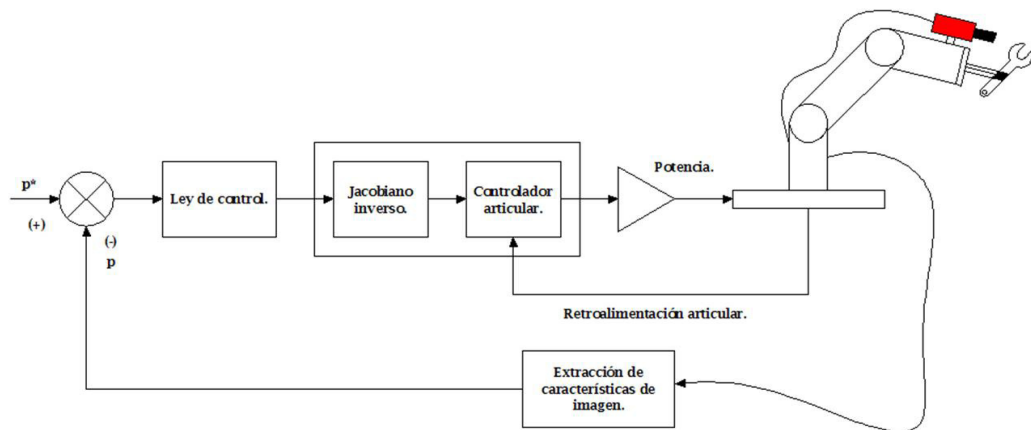 p*
(+)
(-)
p
Ley de control.
Jacobiano
inverso.
Controlador
articular.
Potencia.
Retroalimentación articular.
Extracción de
características de
imagen.